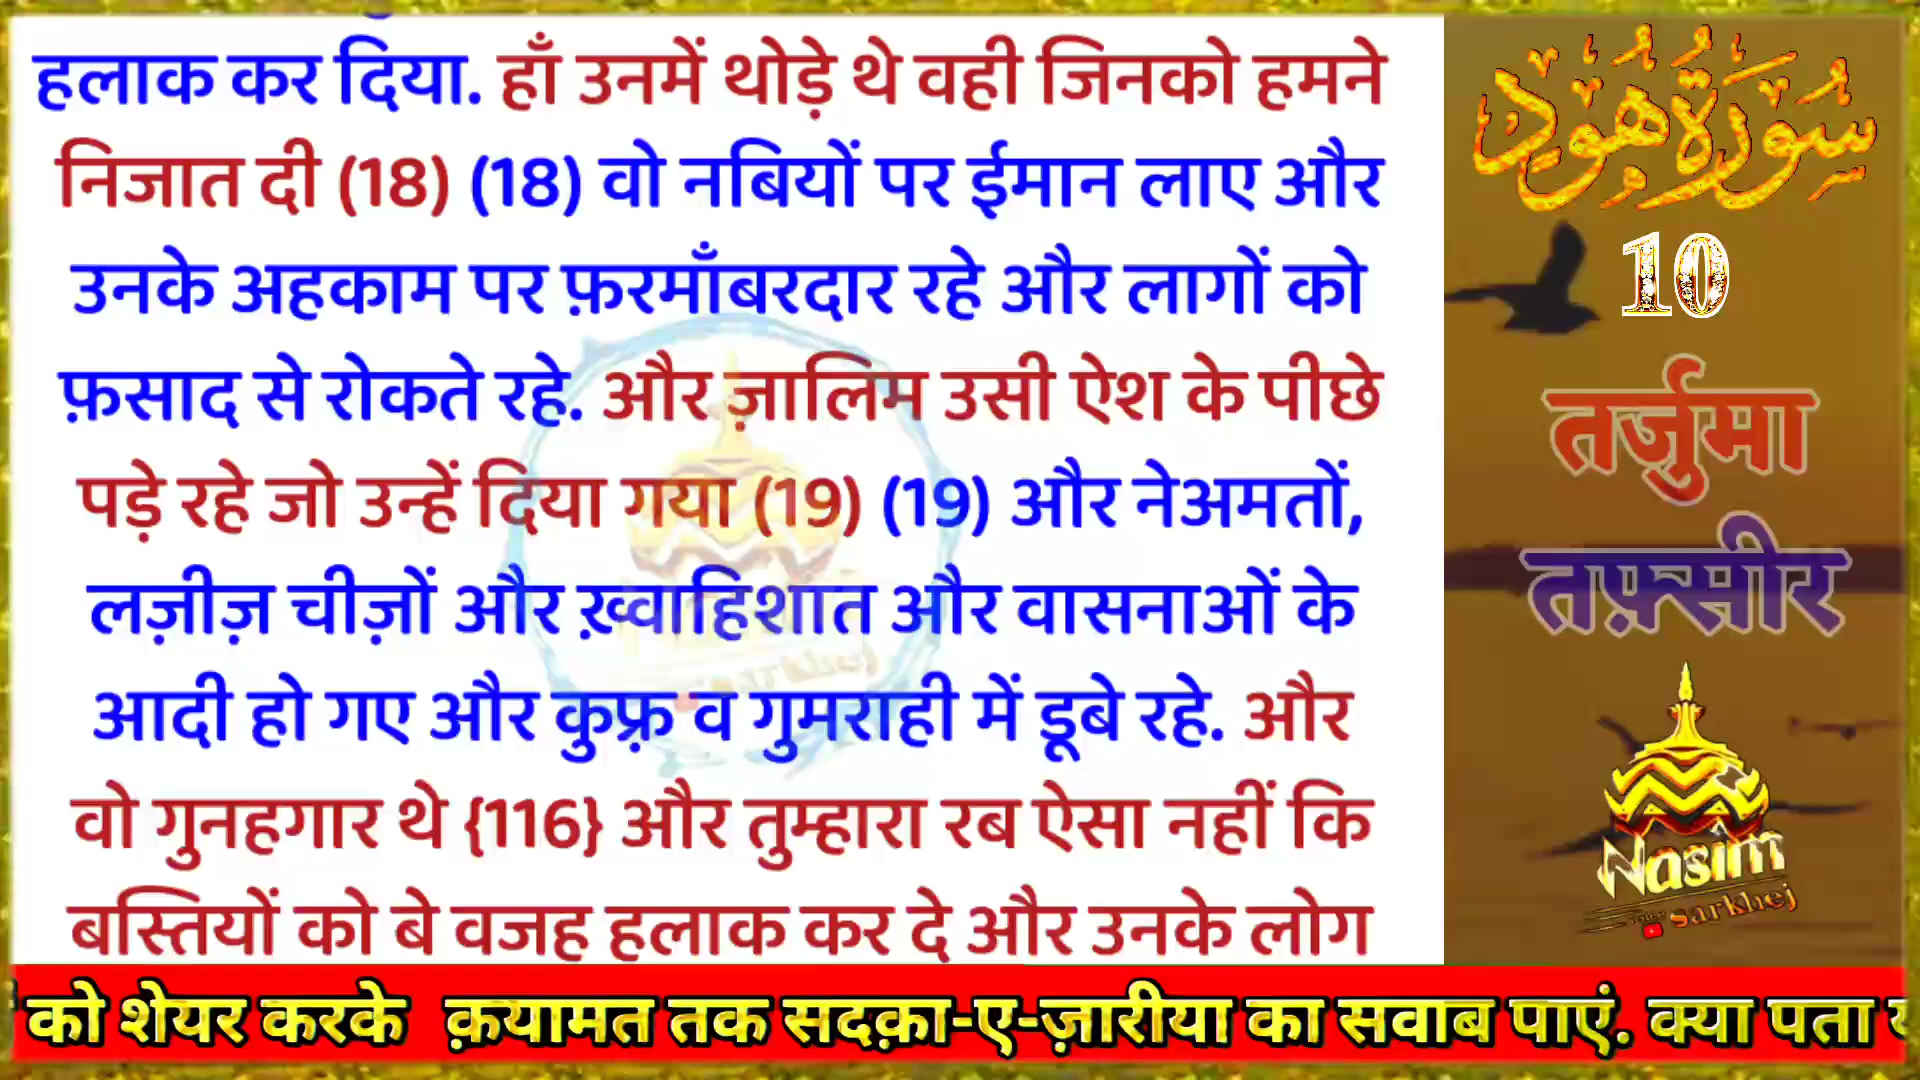 हलाक कर दिया. हाँ उनमें थोड़े थे वही जिनको हमने
निजात दी (18) (18) वो नबियों पर ईमान लाए और
उनके अहकाम पर फ़रमाँबरदार रहे और लागों को
फ़साद से रोकते रहे. और ज़ालिम उसी ऐश के पीछे
पड़े रहे जो उन्हें दिया गया (19) (19) और नेअमतों,
लज़ीज़ चीज़ों और ख़्वाहिशात और वासनाओं के
आदी हो गए और कुफ़्र व गुमराही में डूबे रहे. और
वो गुनहगार थे {116} और तुम्हारा रब ऐसा नहीं कि
बस्तियों को बे वजह हलाक कर दे और उनके लोग
سُوْرَةُ هُوْد
10
तर्जुमा
तफ़्सीर
Nasim
sarkhej
को शेयर करके क़यामत तक सदक़ा-ए-ज़ारीया का सवाब पाएं. क्या पता